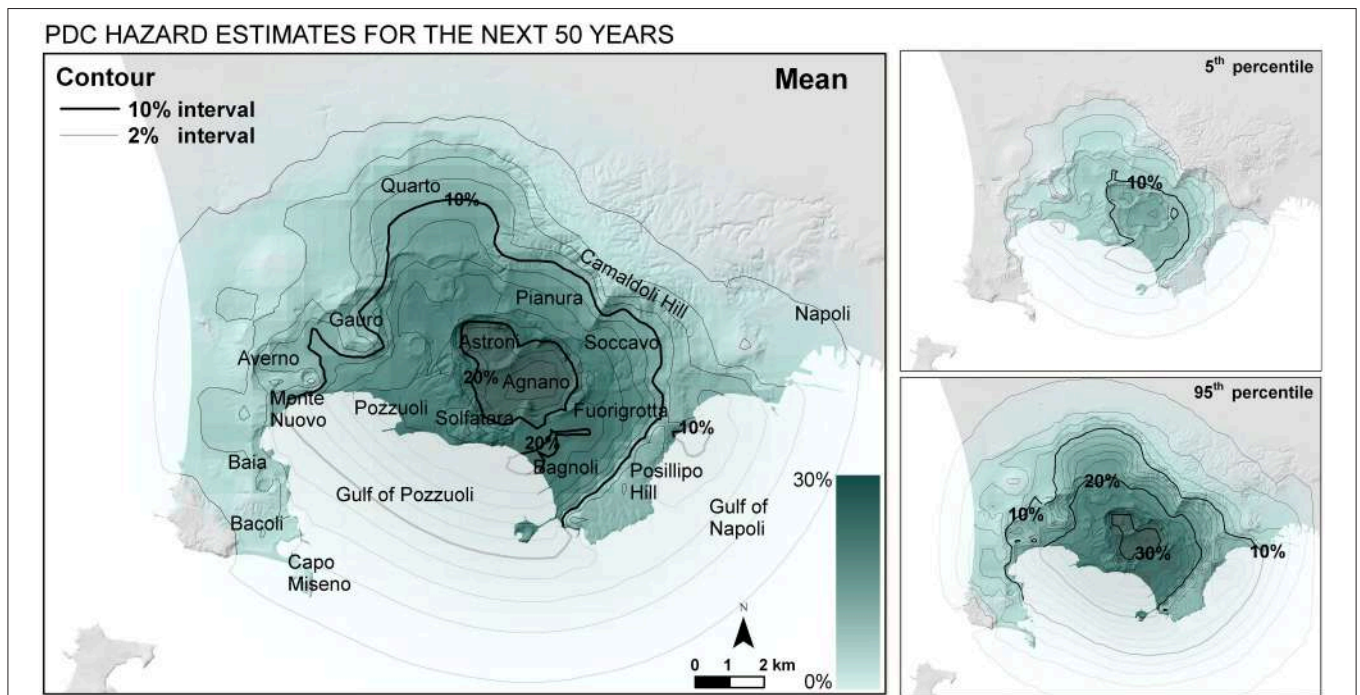 PDC HAZARD ESTIMATES FOR THE NEXT 50 YEARS
Contour
10% interval
2% interval
Mean
Quarto
10%
Camaldoli Hill
Pianura
Napoli
Gauro
Astroni
Soccavo
Averno
20%
Agnano
Monte
Nuovo
Pozzuoli
Solfatara
Fuorigrotta
10%
20%
Bagnoli
Baia
Posillipo
Hill
Gulf of Pozzuoli
Gulf of
Napoli
Bacoli
Capo
Miseno
30%
0%
N
0 1 2 km
5th percentile
10%
95th percentile
20%
10%
30%
10%